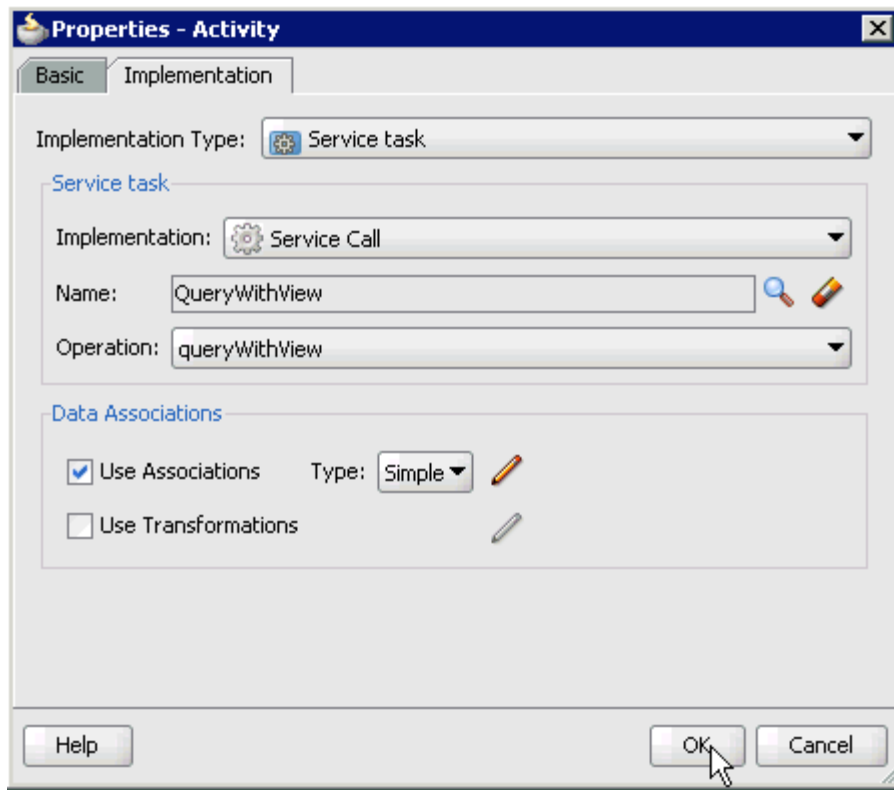 Properties - Activity
Basic Implementation
Implementation Type: Service task
Service task
Implementation: Service Call
Name: QueryWithView
Operation: queryWithView
Data Associations
Use Associations Type: Simple
Use Transformations
Help OK Cancel